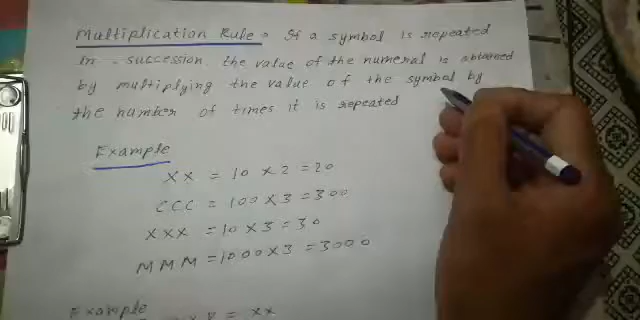 Multiplication Rule : If a symbol is repeated
in succession the value of the numeral is obtained
by multiplying the value of the symbol by
the number of times it is repeated
Example
XX = 10 × 2 = 20
CCC = 100 × 3 = 300
XXX = 10 × 3 = 30
MMM = 1000 × 3 = 3000
Example
= XX